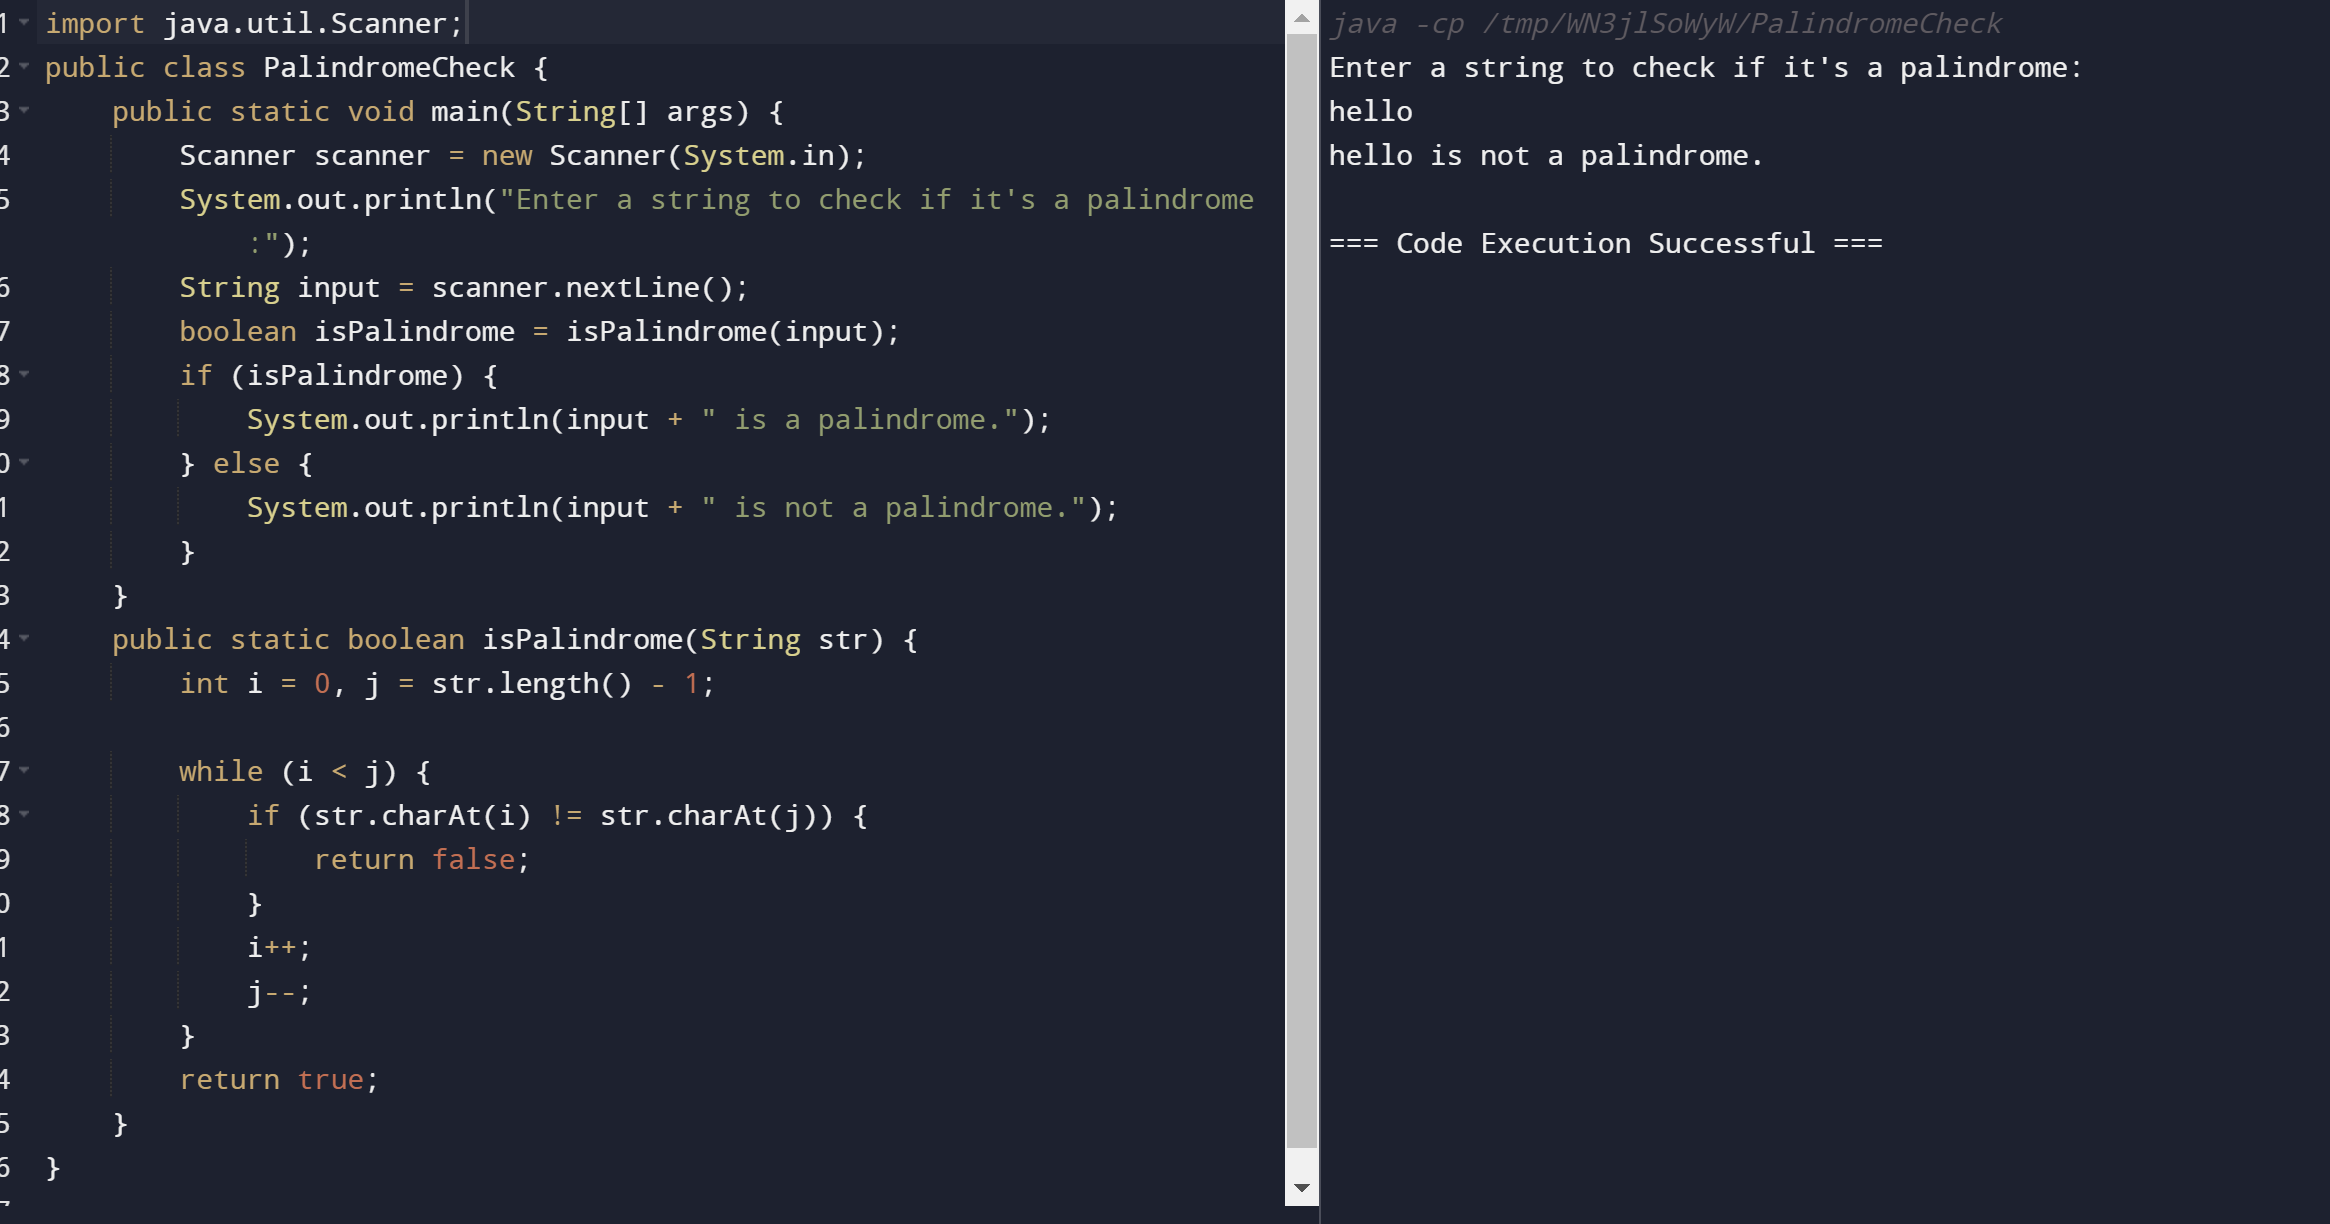 1 import java.util.Scanner;
2 public class PalindromeCheck {
3     public static void main(String[] args) {
4         Scanner scanner = new Scanner(System.in);
5         System.out.println("Enter a string to check if it's a palindrome
            :");
6         String input = scanner.nextLine();
7         boolean isPalindrome = isPalindrome(input);
8         if (isPalindrome) {
9             System.out.println(input + " is a palindrome.");
0         } else {
1             System.out.println(input + " is not a palindrome.");
2         }
3     }
4     public static boolean isPalindrome(String str) {
5         int i = 0, j = str.length() - 1;
6
7         while (i < j) {
8             if (str.charAt(i) != str.charAt(j)) {
9                 return false;
0             }
1             i++;
2             j--;
3         }
4         return true;
5     }
6 }
java -cp /tmp/WN3jlSoWyW/PalindromeCheck
Enter a string to check if it's a palindrome:
hello
hello is not a palindrome.
=== Code Execution Successful ===